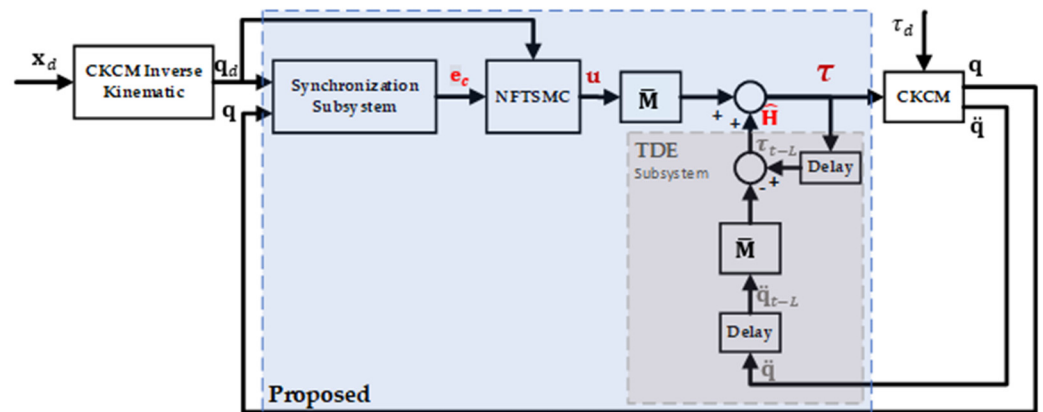 𝐱_d
CKCM Inverse
Kinematic
𝐪_d
𝐪
Synchronization
Subsystem
𝐞_c
NFTSMC
𝐮
M̄
+
+
Ĥ
τ
τ_d
CKCM
𝐪
q̈
TDE
Subsystem
τ_{t−L}
Delay
-
+
M̄
q̈_{t−L}
Delay
q̈
Proposed